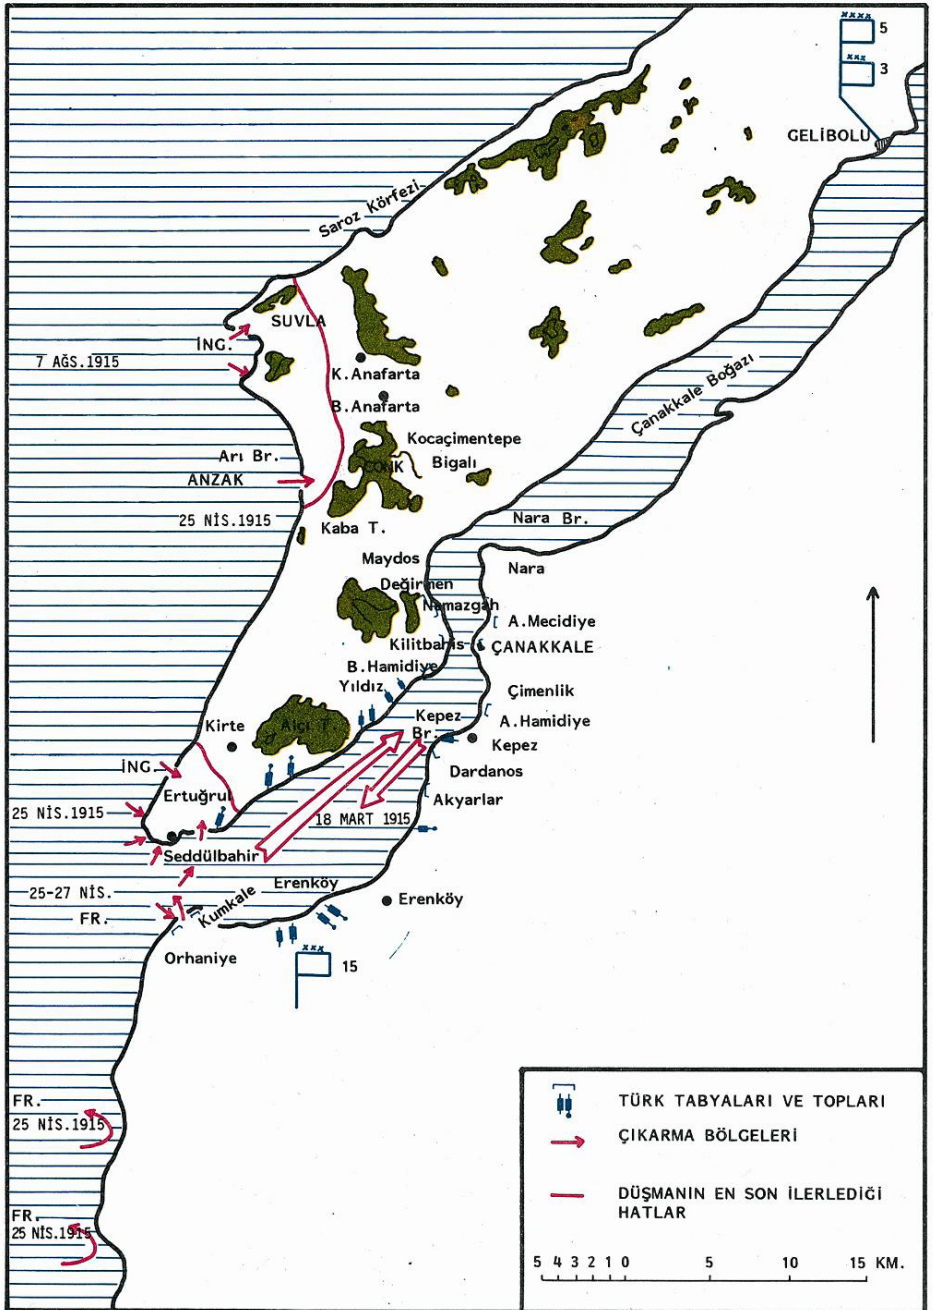 xxxx
5
xxx
3
GELİBOLU
Saroz Körfezi
SUVLA
İNG.
7 AĞS.1915
K.Anafarta
B.Anafarta
Çanakkale Boğazı
Kocaçimentepe
Arı Br.
CONK
Bigalı
ANZAK
25 NİS.1915
Kaba T.
Nara Br.
Maydos
Nara
Değirmen
Namazgâh
A.Mecidiye
Kilitbahis
ÇANAKKALE
B.Hamidiye
Yıldız
Çimenlik
Kirte
Alçı T.
Kepez
Br.
A.Hamidiye
Kepez
İNG.
Dardanos
Ertuğrul
Akyarlar
25 NİS.1915
18 MART 1915
Seddülbahir
25-27 NİS.
Erenköy
FR.
Kumkale
Erenköy
Orhaniye
xxx
15
FR.
25 NİS.1915
FR.
25 NİS.1915
TÜRK TABYALARI VE TOPLARI
ÇIKARMA BÖLGELERİ
DÜŞMANIN EN SON İLERLEDİĞİ
HATLAR
5 4 3 2 1 0 5 10 15 KM.